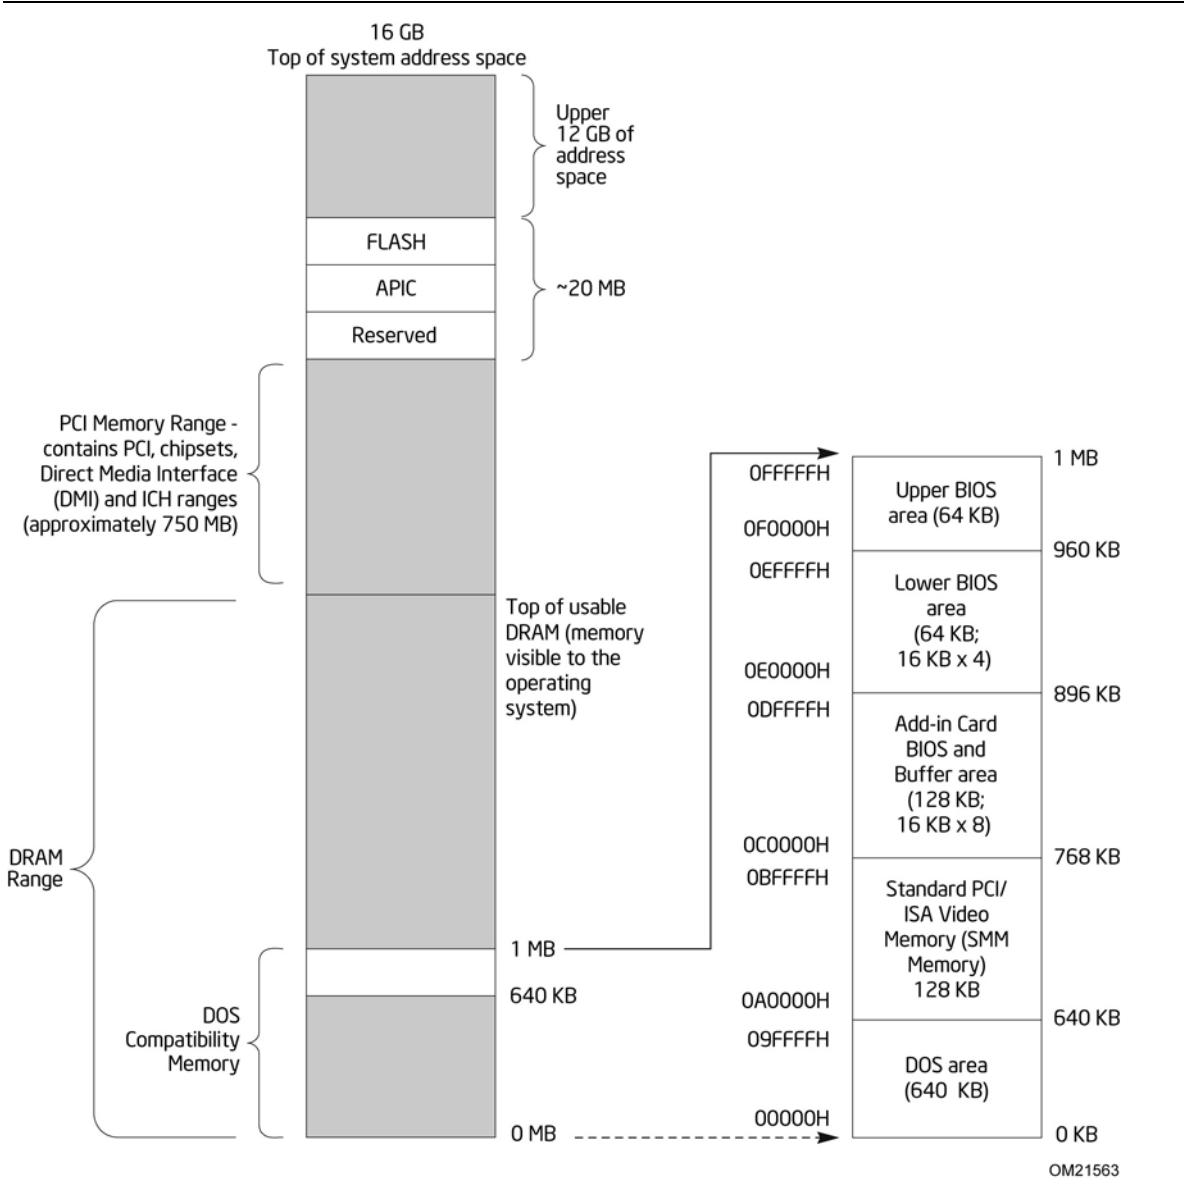 16 GB
Top of system address space
Upper
12 GB of
address
space
FLASH
APIC
~20 MB
Reserved
PCI Memory Range -
contains PCI, chipsets,
Direct Media Interface
(DMI) and ICH ranges
(approximately 750 MB)
Top of usable
DRAM (memory
visible to the
operating
system)
DRAM
Range
1 MB
640 KB
DOS
Compatibility
Memory
0 MB
0FFFFFH
1 MB
Upper BIOS
area (64 KB)
0F0000H
960 KB
0EFFFFH
Lower BIOS
area
(64 KB;
16 KB x 4)
0E0000H
896 KB
0DFFFFH
Add-in Card
BIOS and
Buffer area
(128 KB;
16 KB x 8)
0C0000H
768 KB
0BFFFFH
Standard PCI/
ISA Video
Memory (SMM
Memory)
128 KB
0A0000H
640 KB
09FFFFH
DOS area
(640 KB)
00000H
0 KB
OM21563